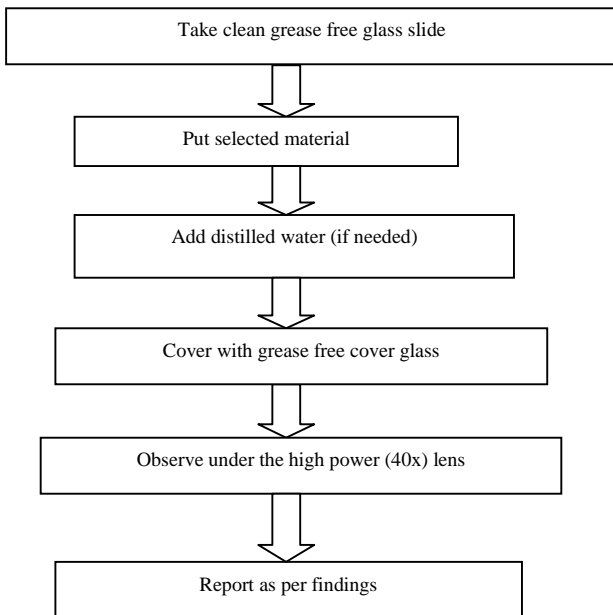 Take clean grease free glass slide
Put selected material
Add distilled water (if needed)
Cover with grease free cover glass
Observe under the high power (40x) lens
Report as per findings